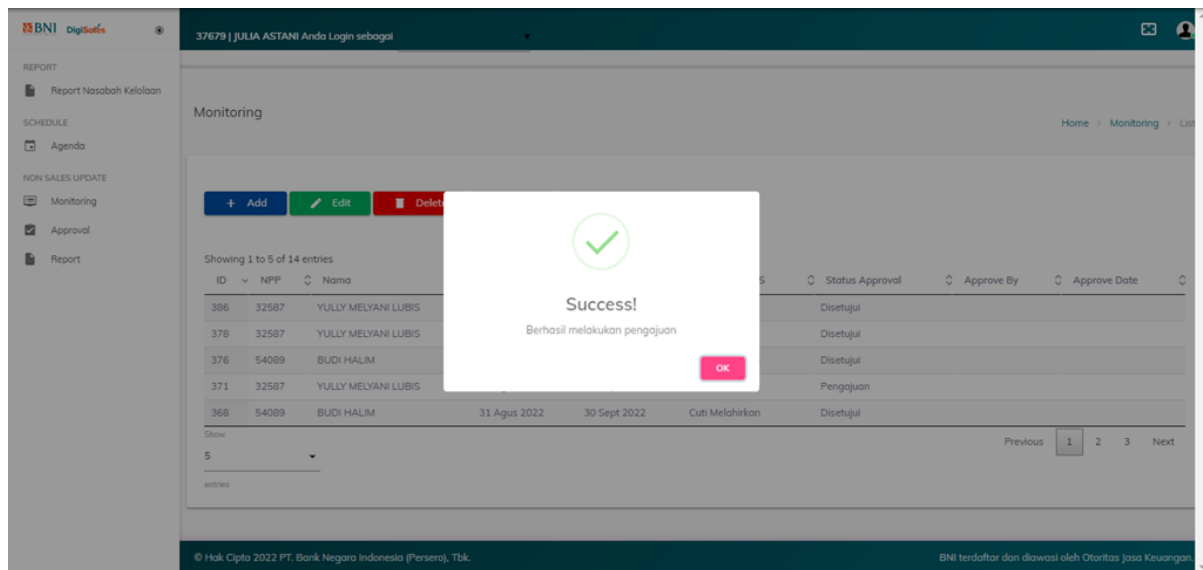 BNI DigiSales
37679 | JULIA ASTANI Anda Login sebagai
REPORT
Report Nasabah Kelolaan
SCHEDULE
Agenda
NON SALES UPDATE
Monitoring
Approval
Report
Monitoring
Home > Monitoring > List
+ Add
Edit
Delet
Showing 1 to 5 of 14 entries
ID NPP Nama S Status Approval Approve By Approve Date
386 32587 YULLY MELYANI LUBIS Disetujui
378 32587 YULLY MELYANI LUBIS Disetujui
376 54089 BUDI HALIM Disetujui
371 32587 YULLY MELYANI LUBIS Pengajuan
368 54089 BUDI HALIM 31 Agus 2022 30 Sept 2022 Cuti Melahirkan Disetujui
Success!
Berhasil melakukan pengajuan
OK
Show
5
entries
Previous 1 2 3 Next
© Hak Cipta 2022 PT. Bank Negara Indonesia (Persero), Tbk.
BNI terdaftar dan diawasi oleh Otoritas Jasa Keuangan.